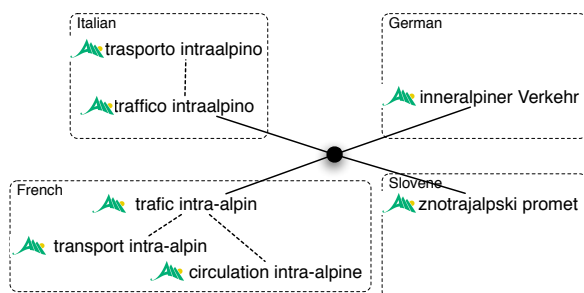 Italian
trasporto intraalpino
traffico intraalpino
German
inneralpiner Verkehr
French
trafic intra-alpin
transport intra-alpin
circulation intra-alpine
Slovene
znotrajalpski promet